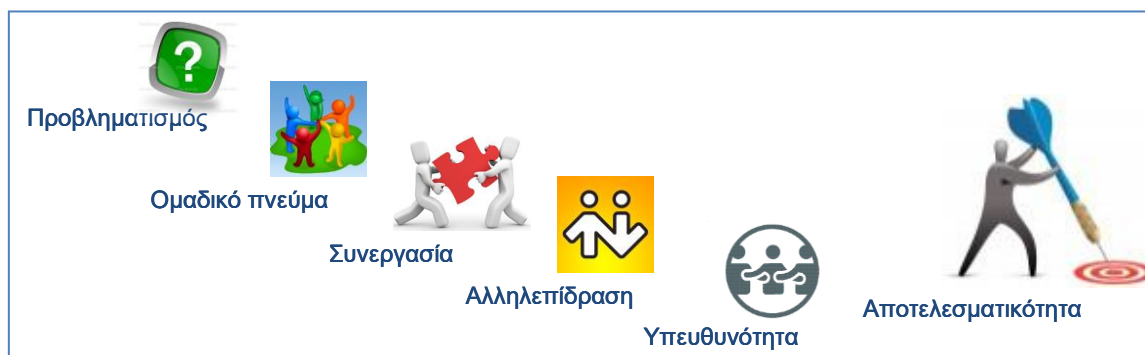 ?
Προβληματισμός
Ομαδικό πνεύμα
Συνεργασία
Αλληλεπίδραση
Υπευθυνότητα
Αποτελεσματικότητα